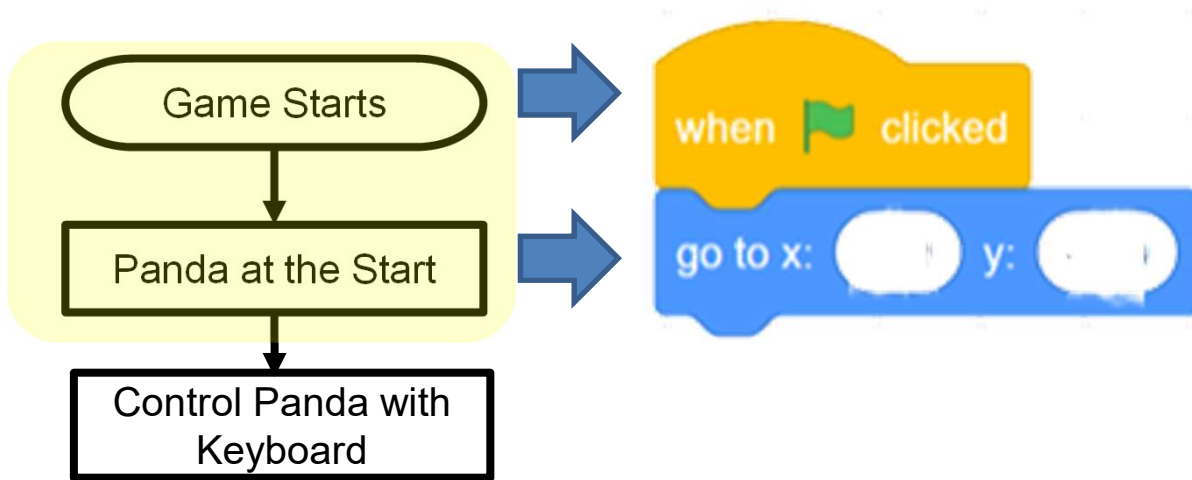 Game Starts
when clicked
Panda at the Start
go to x: y:
Control Panda with
Keyboard